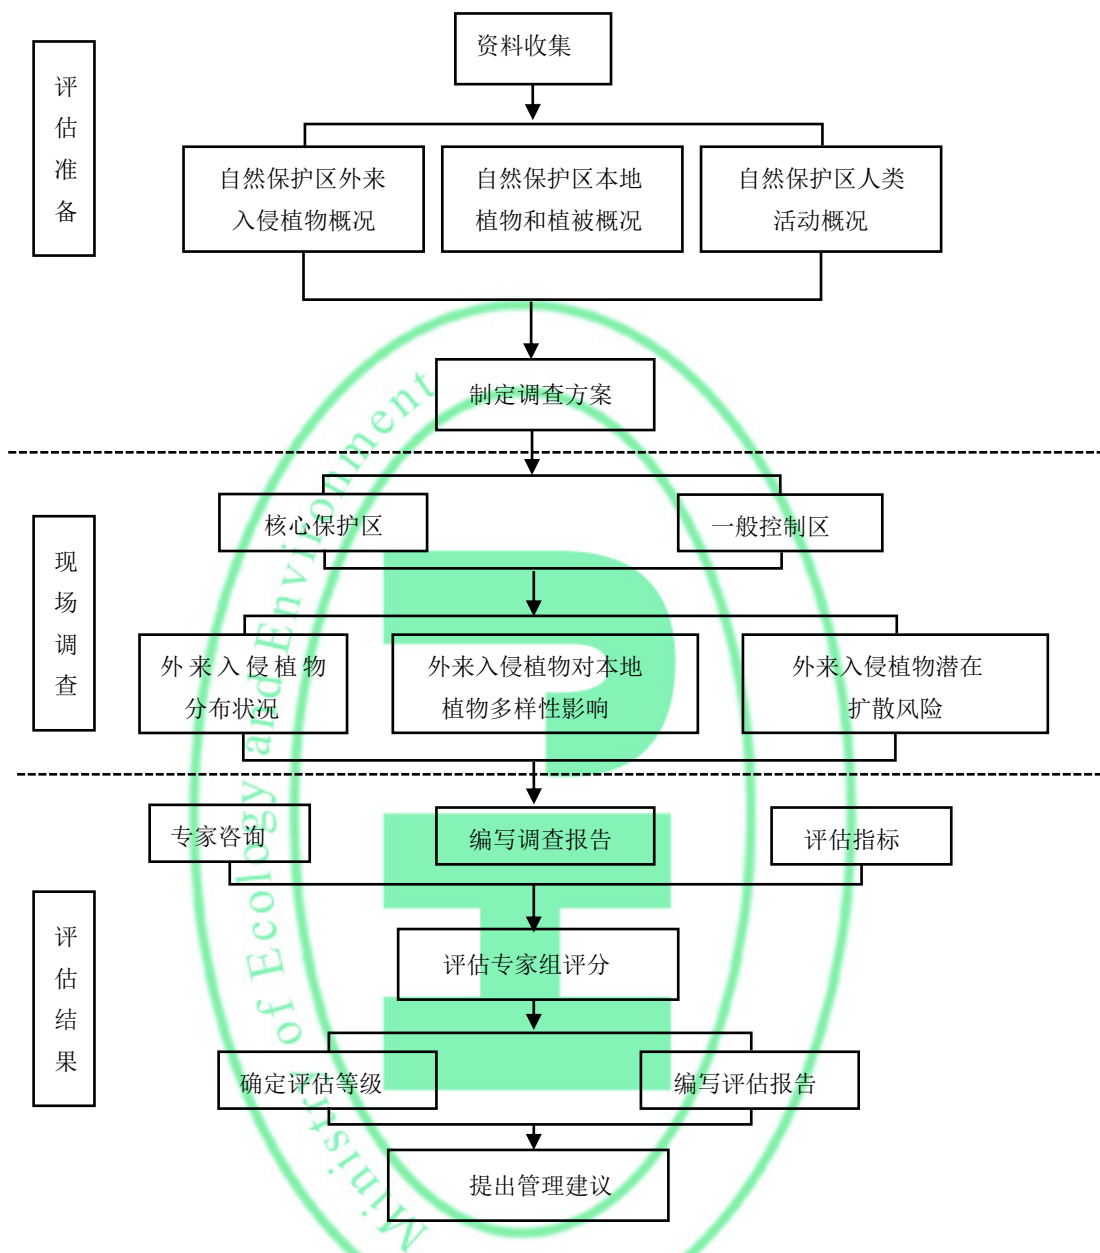 资料收集
评估准备
自然保护区外来
入侵植物概况
自然保护区本地
植物和植被概况
自然保护区人类
活动概况
制定调查方案
现场调查
核心保护区
一般控制区
外来入侵植物
分布状况
外来入侵植物对本地
植物多样性影响
外来入侵植物潜在
扩散风险
评估结果
专家咨询
编写调查报告
评估指标
评估专家组评分
确定评估等级
编写评估报告
提出管理建议
Ministry of Ecology and Environment